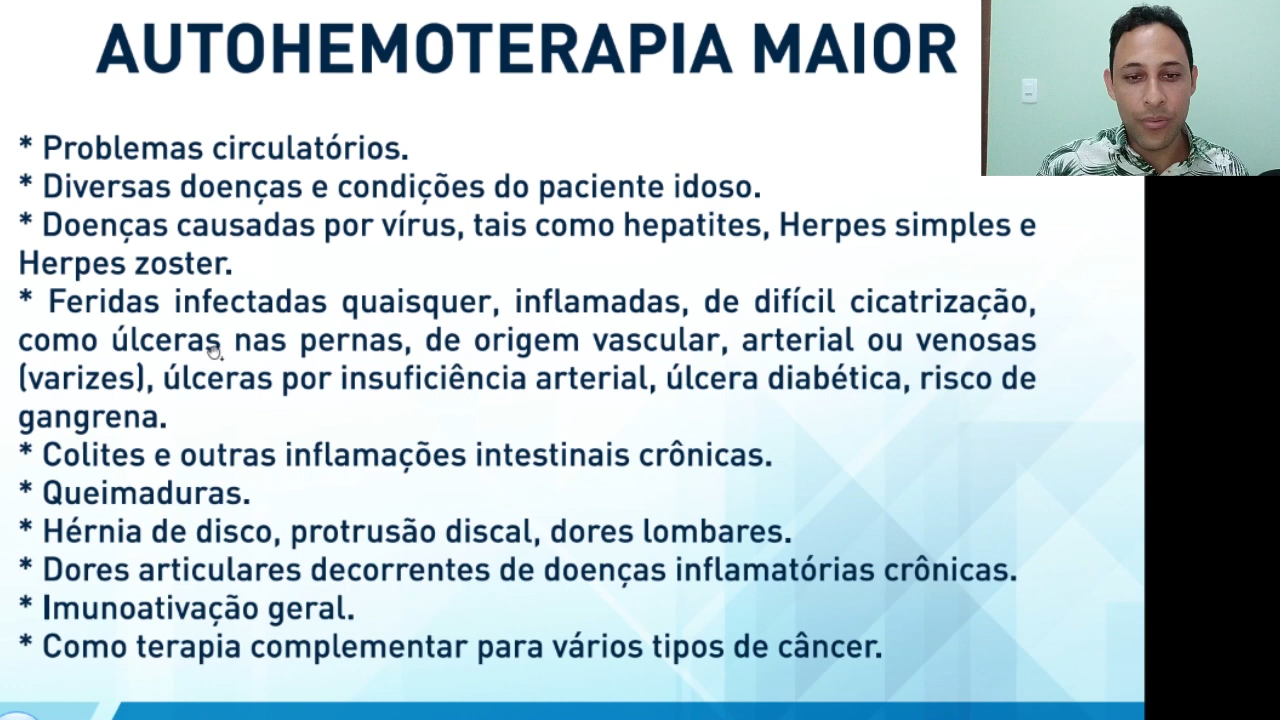 AUTOHEMOTERAPIA MAIOR
* Problemas circulatórios.
* Diversas doenças e condições do paciente idoso.
* Doenças causadas por vírus, tais como hepatites, Herpes simples e
Herpes zoster.
* Feridas infectadas quaisquer, inflamadas, de difícil cicatrização,
como úlceras nas pernas, de origem vascular, arterial ou venosas
(varizes), úlceras por insuficiência arterial, úlcera diabética, risco de
gangrena.
* Colites e outras inflamações intestinais crônicas.
* Queimaduras.
* Hérnia de disco, protrusão discal, dores lombares.
* Dores articulares decorrentes de doenças inflamatórias crônicas.
* Imunoativação geral.
* Como terapia complementar para vários tipos de câncer.